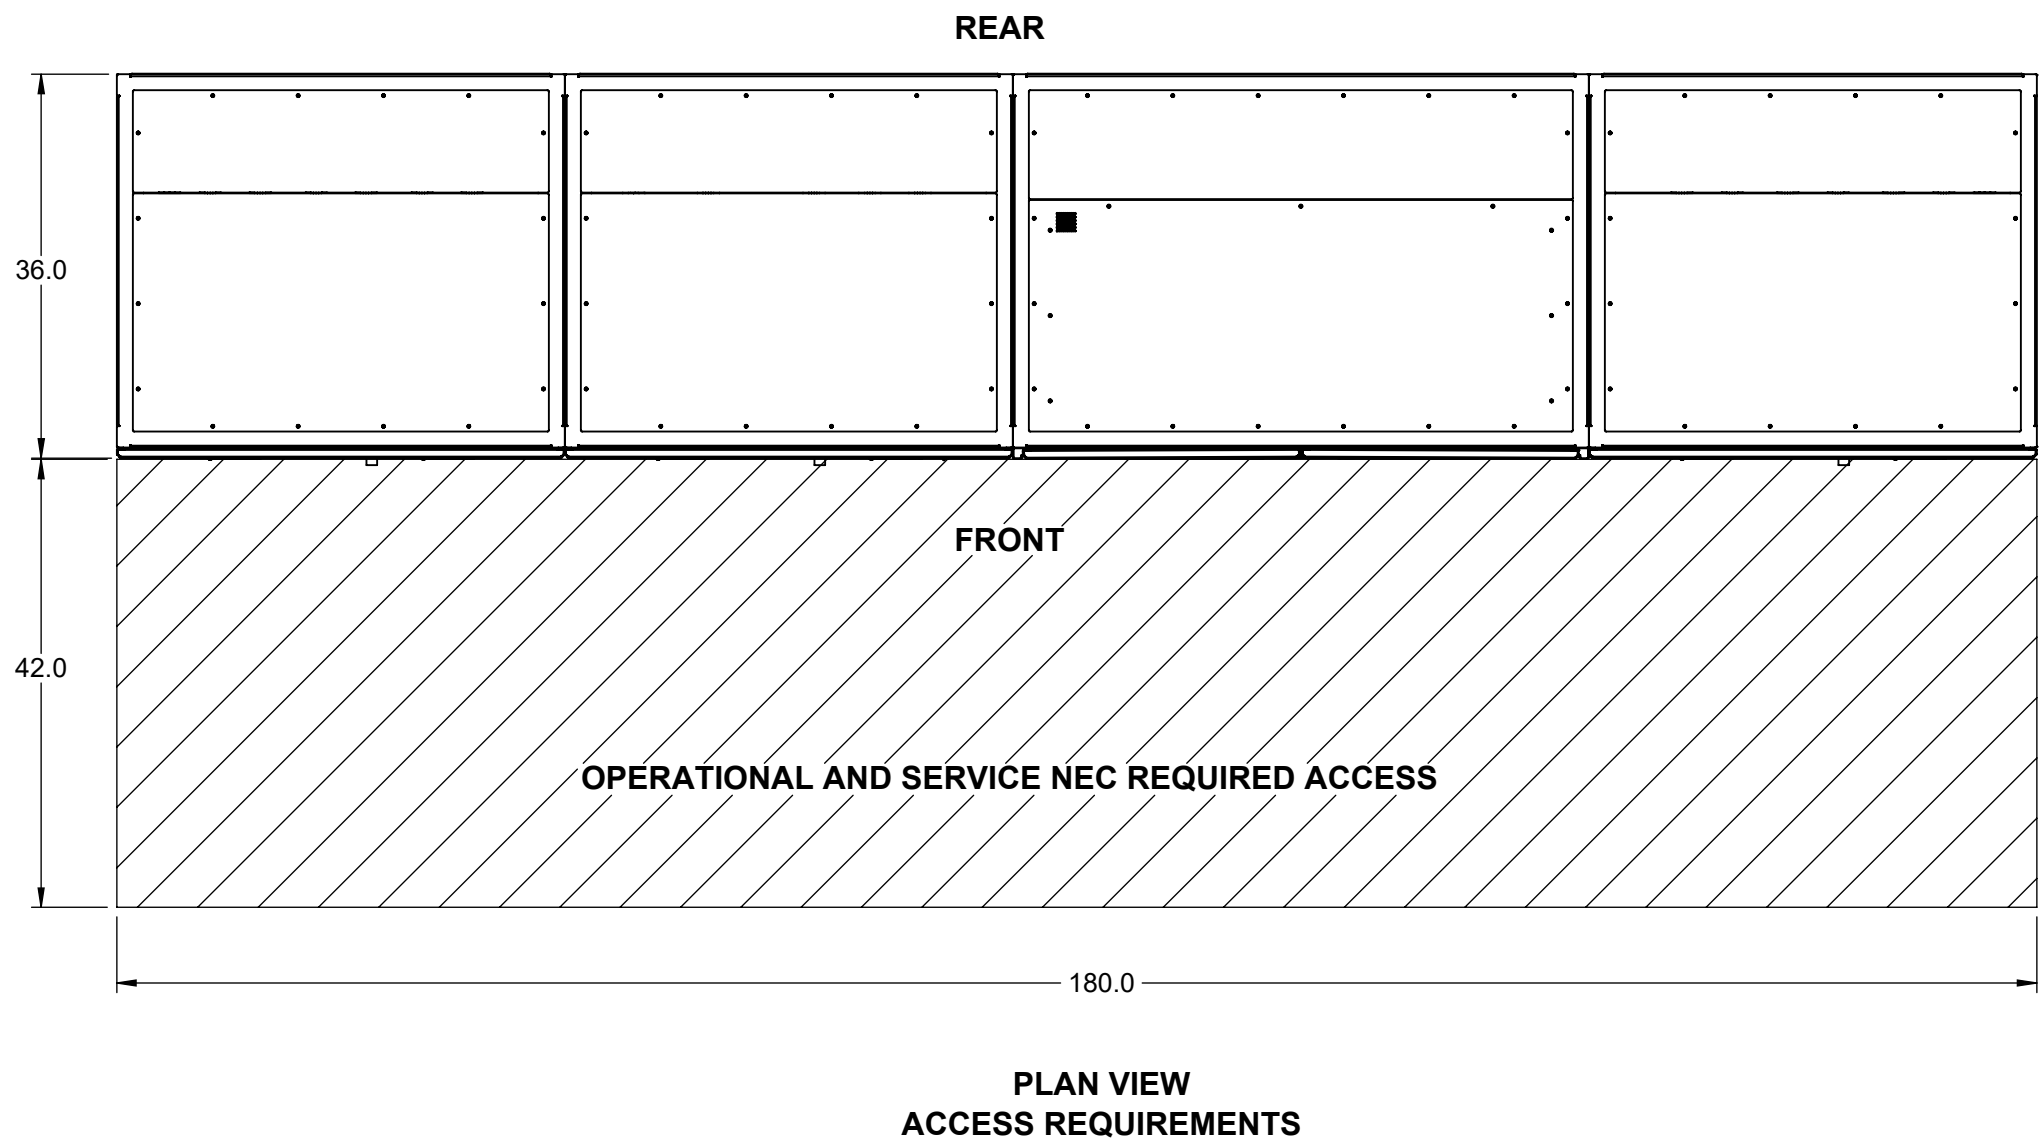 REAR
36.0
FRONT
42.0
OPERATIONAL AND SERVICE NEC REQUIRED ACCESS
180.0
PLAN VIEW
ACCESS REQUIREMENTS